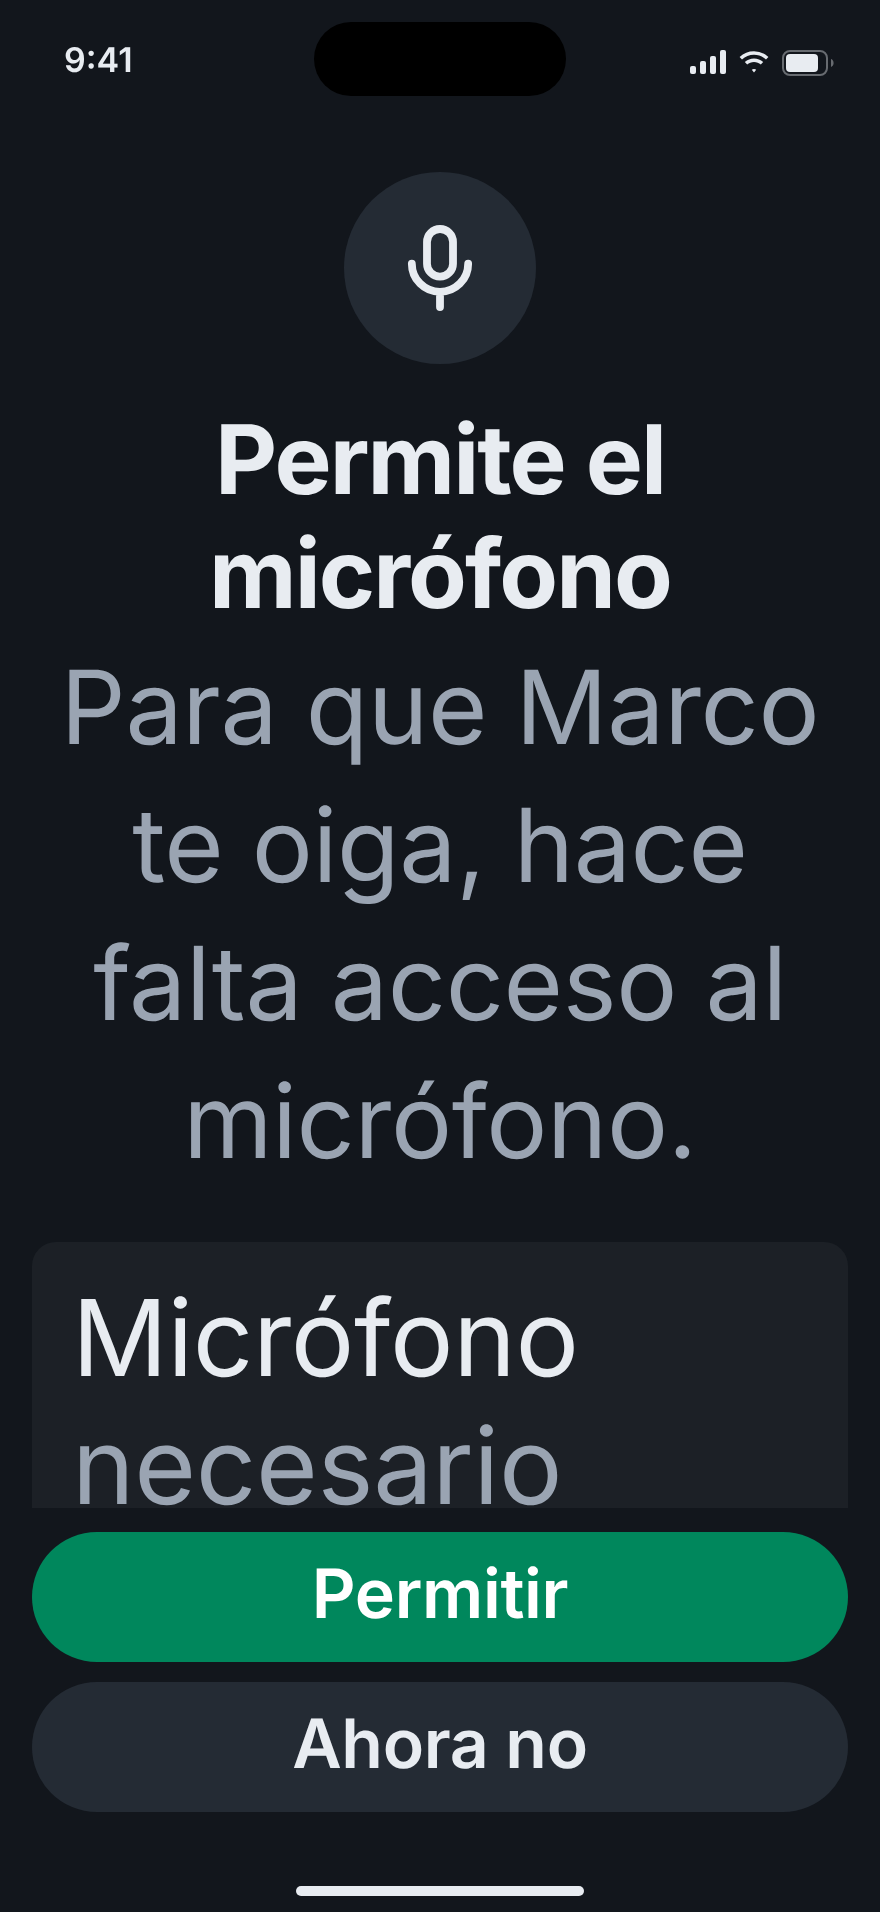 9:41
Permite el
micrófono
Para que Marco
te oiga, hace
falta acceso al
micrófono.
Micrófono
necesario
Permitir
Ahora no